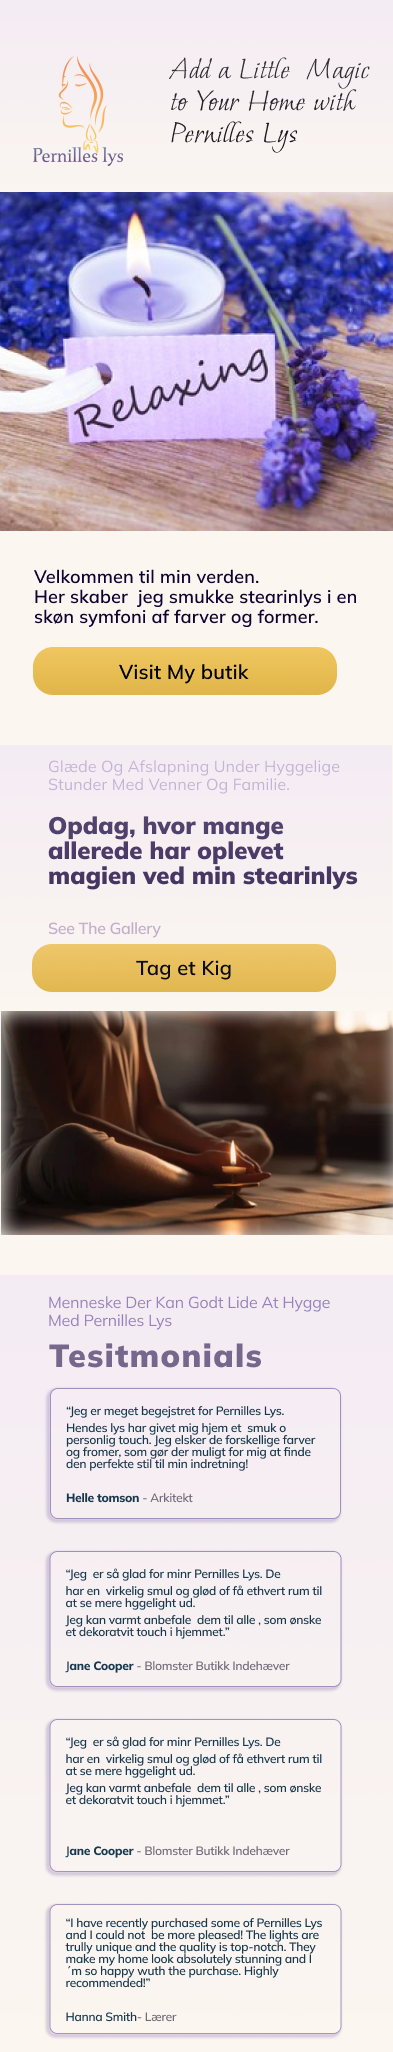 Add a Little Magic
to Your Home with
Pernilles Lys
Pernilles lys
Relaxing
Velkommen til min verden.
Her skaber jeg smukke stearinlys i en
skøn symfoni af farver og former.
Visit My butik
Glæde Og Afslapning Under Hyggelige
Stunder Med Venner Og Familie.
Opdag, hvor mange
allerede har oplevet
magien ved min stearinlys
See The Gallery
Tag et Kig
Menneske Der Kan Godt Lide At Hygge
Med Pernilles Lys
Tesitmonials
“Jeg er meget begejstret for Pernilles Lys.
Hendes lys har givet mig hjem et smuk o
personlig touch. Jeg elsker de forskellige farver
og fromer, som gør der muligt for mig at finde
den perfekte stil til min indretning!
Helle tomson - Arkitekt
“Jeg er så glad for minr Pernilles Lys. De
har en virkelig smul og glød of få ethvert rum til
at se mere hggelight ud.
Jeg kan varmt anbefale dem til alle , som ønske
et dekoratvit touch i hjemmet.”
Jane Cooper - Blomster Butikk Indehæver
“Jeg er så glad for minr Pernilles Lys. De
har en virkelig smul og glød of få ethvert rum til
at se mere hggelight ud.
Jeg kan varmt anbefale dem til alle , som ønske
et dekoratvit touch i hjemmet.”
Jane Cooper - Blomster Butikk Indehæver
“I have recently purchased some of Pernilles Lys
and I could not be more pleased! The lights are
trully unique and the quality is top-notch. They
make my home look absolutely stunning and I
´m so happy wuth the purchase. Highly
recommended!”
Hanna Smith- Lærer